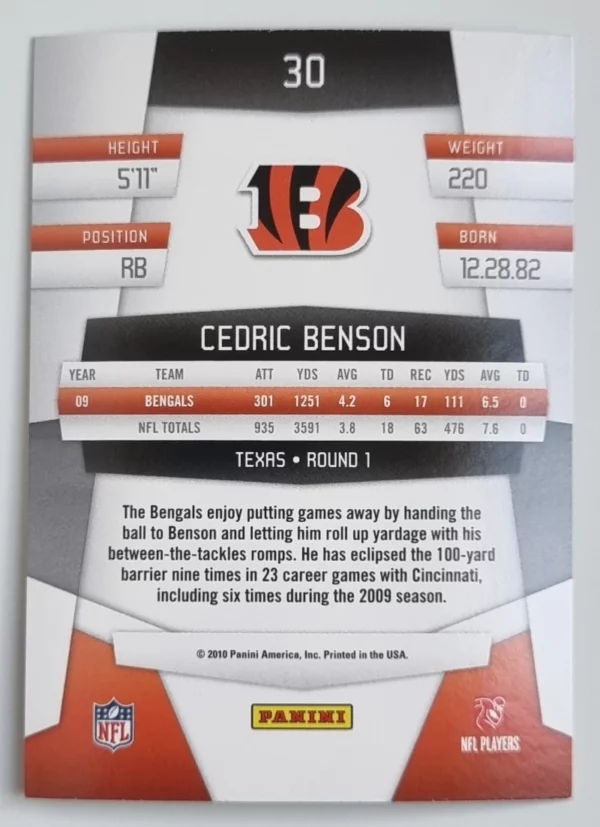 30
HEIGHT
5'11"
WEIGHT
220
POSITION
RB
BORN
12.28.82
B
CEDRIC BENSON
YEAR TEAM ATT YDS AVG TD REC YDS AVG TD
09 BENGALS 301 1251 4.2 6 17 111 6.5 0
NFL TOTALS 935 3591 3.8 18 63 476 7.6 0
TEXAS • ROUND 1
The Bengals enjoy putting games away by handing the
ball to Benson and letting him roll up yardage with his
between-the-tackles romps. He has eclipsed the 100-yard
barrier nine times in 23 career games with Cincinnati,
including six times during the 2009 season.
© 2010 Panini America, Inc. Printed in the USA.
NFL
PANINI
NFL PLAYERS